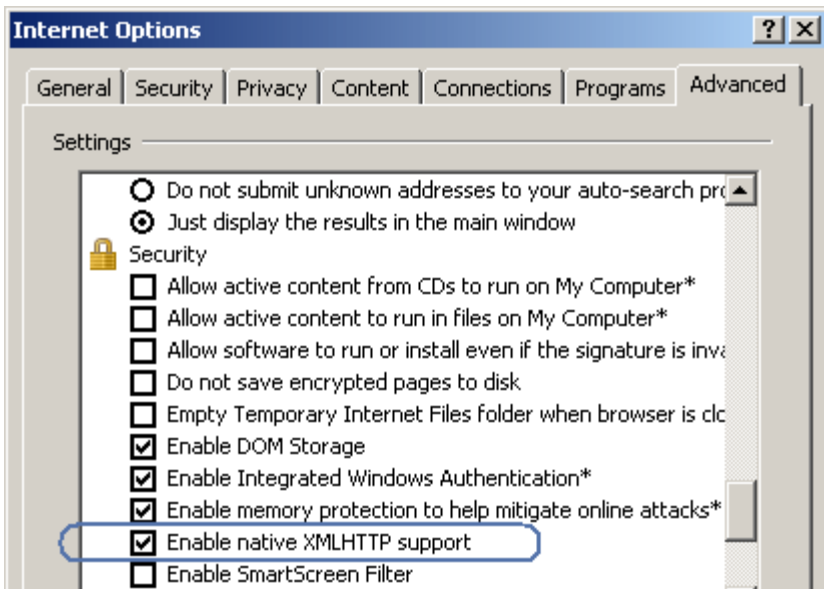 Internet Options
General Security Privacy Content Connections Programs Advanced
Settings
Do not submit unknown addresses to your auto-search pro
Just display the results in the main window
Security
Allow active content from CDs to run on My Computer*
Allow active content to run in files on My Computer*
Allow software to run or install even if the signature is inva
Do not save encrypted pages to disk
Empty Temporary Internet Files folder when browser is clo
Enable DOM Storage
Enable Integrated Windows Authentication*
Enable memory protection to help mitigate online attacks*
Enable native XMLHTTP support
Enable SmartScreen Filter